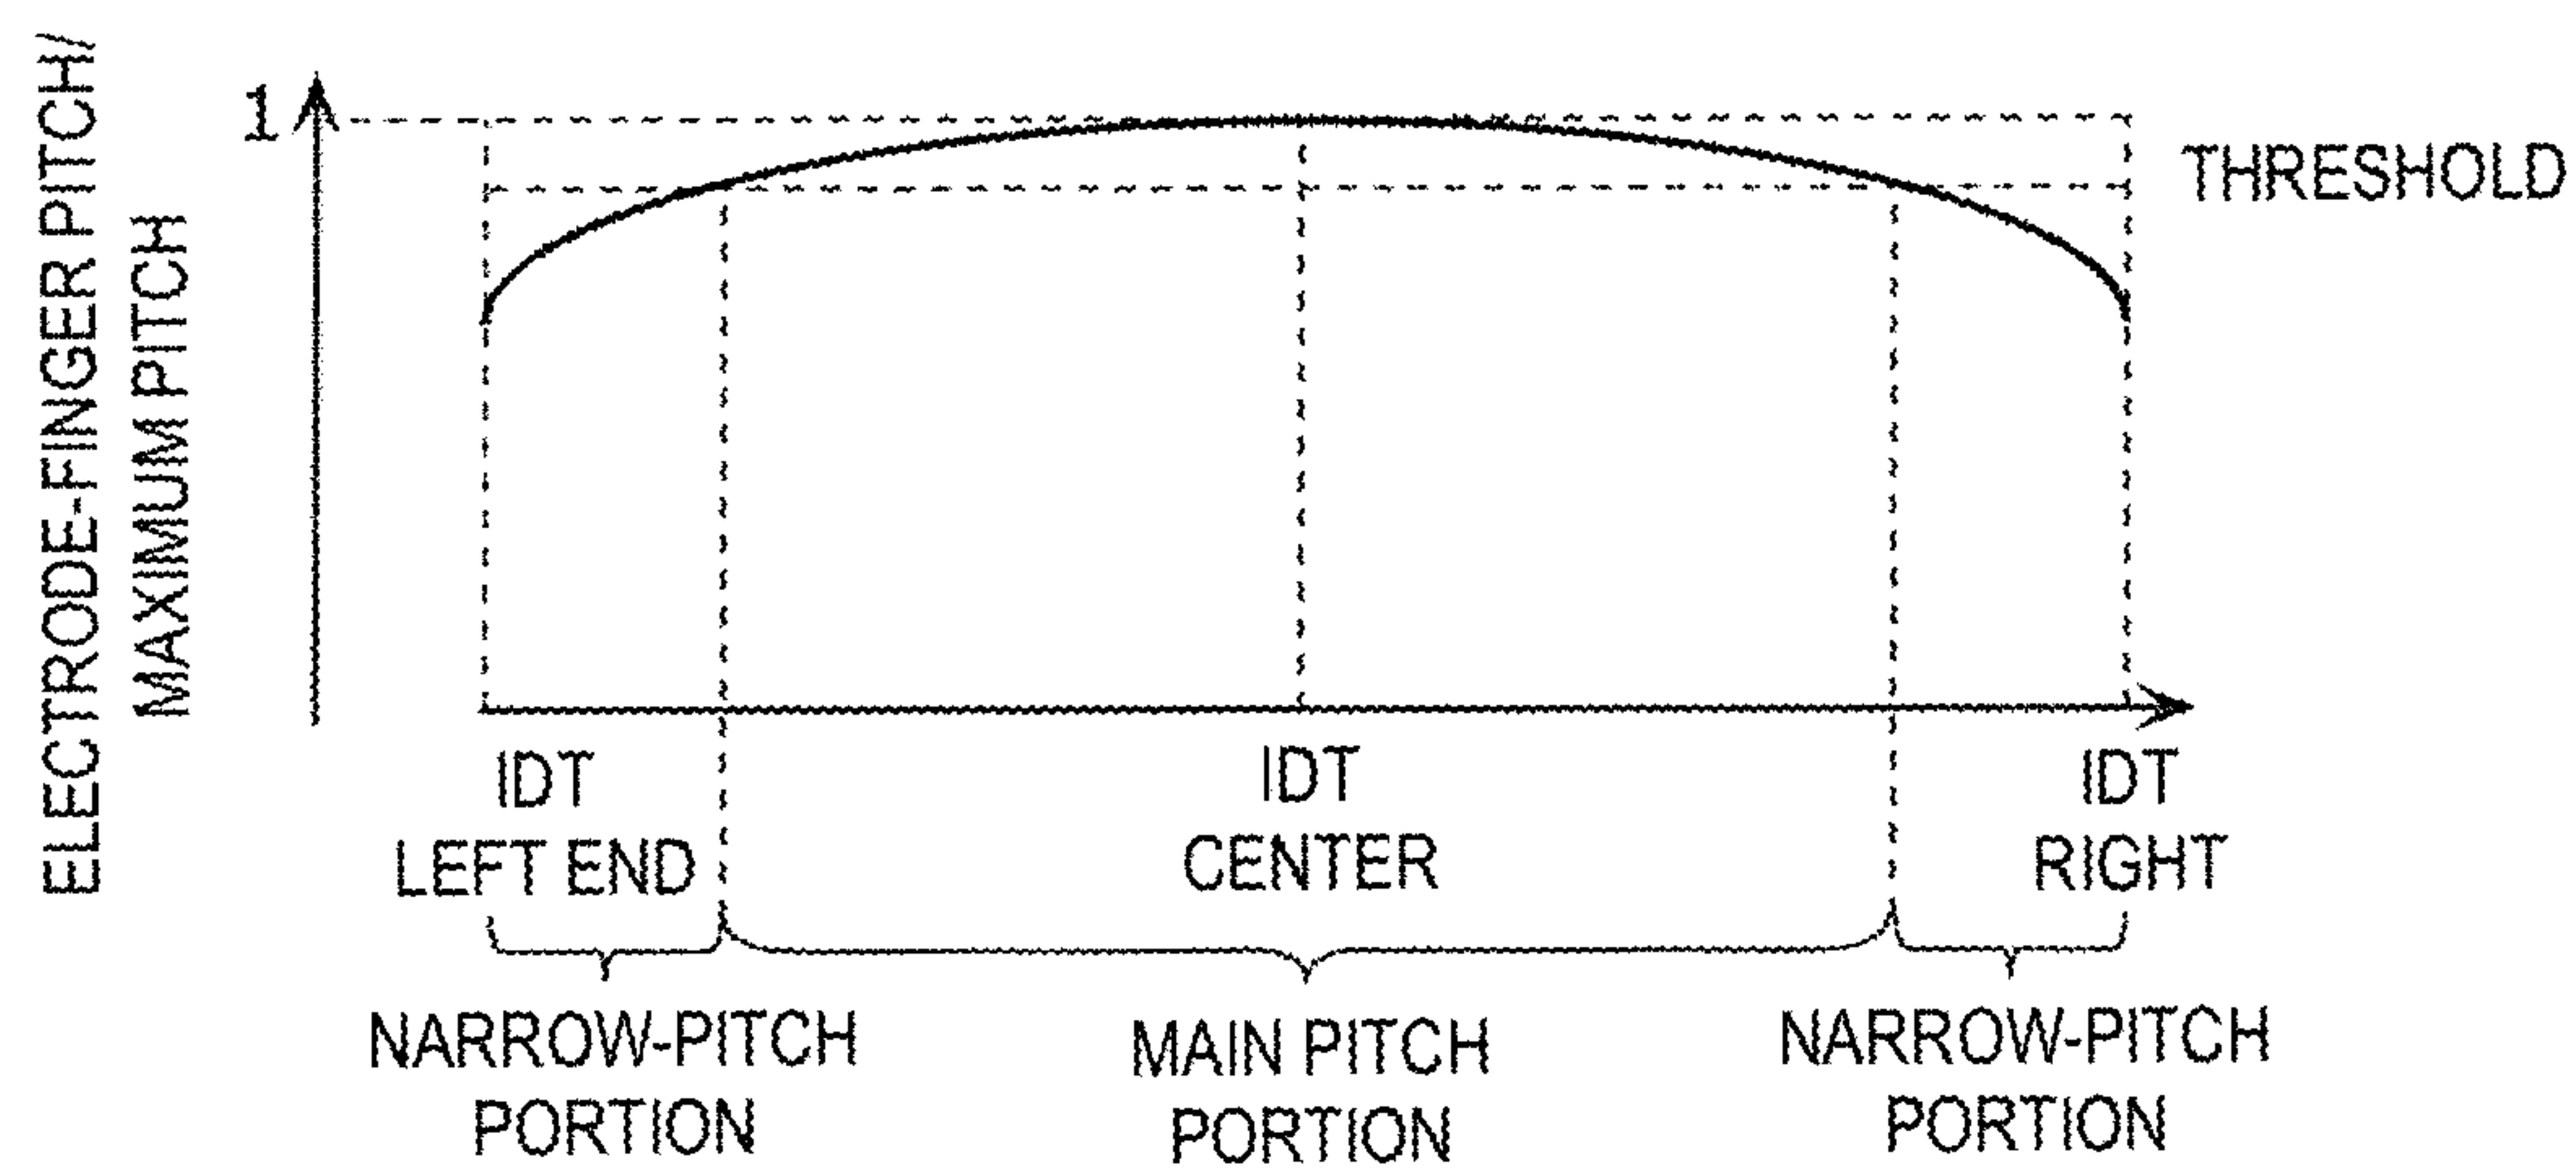 ELECTRODE-FINGER PITCH/
MAXIMUM PITCH
1
THRESHOLD
IDT
LEFT END
IDT
CENTER
IDT
RIGHT
NARROW-PITCH
PORTION
MAIN PITCH
PORTION
NARROW-PITCH
PORTION